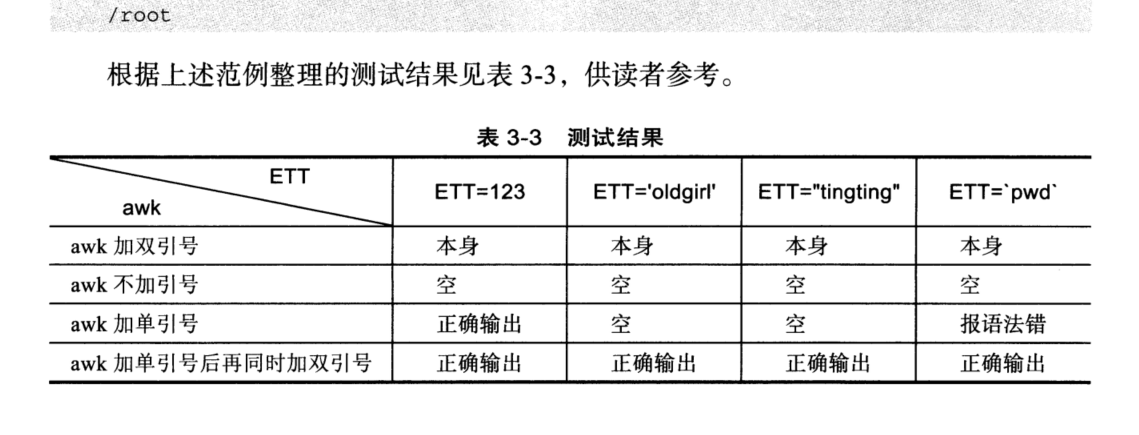 /root
根据上述范例整理的测试结果见表 3-3，供读者参考。
表 3-3 测试结果
ETT
awk
ETT=123 ETT='oldgirl' ETT="tingting" ETT=`pwd`
awk 加双引号 本身 本身 本身 本身
awk 不加引号 空 空 空 空
awk 加单引号 正确输出 空 空 报语法错
awk 加单引号后再同时加双引号 正确输出 正确输出 正确输出 正确输出